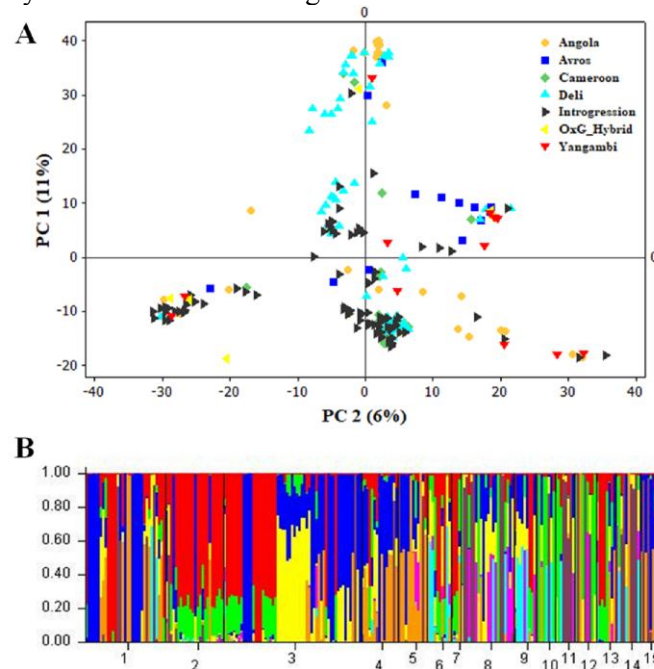 0
A
40
30
20
10
0
-10
-20
PC 1 (11%)
Angola
Avros
Cameroon
Deli
Introgression
OxG_Hybrid
Yangambi
-40 -30 -20 -10 0 10 20 30 40
PC 2 (6%)
B
1.00
0.80
0.60
0.40
0.20
0.00
1 2 3 4 5 6 7 8 9 10 11 12 13 14